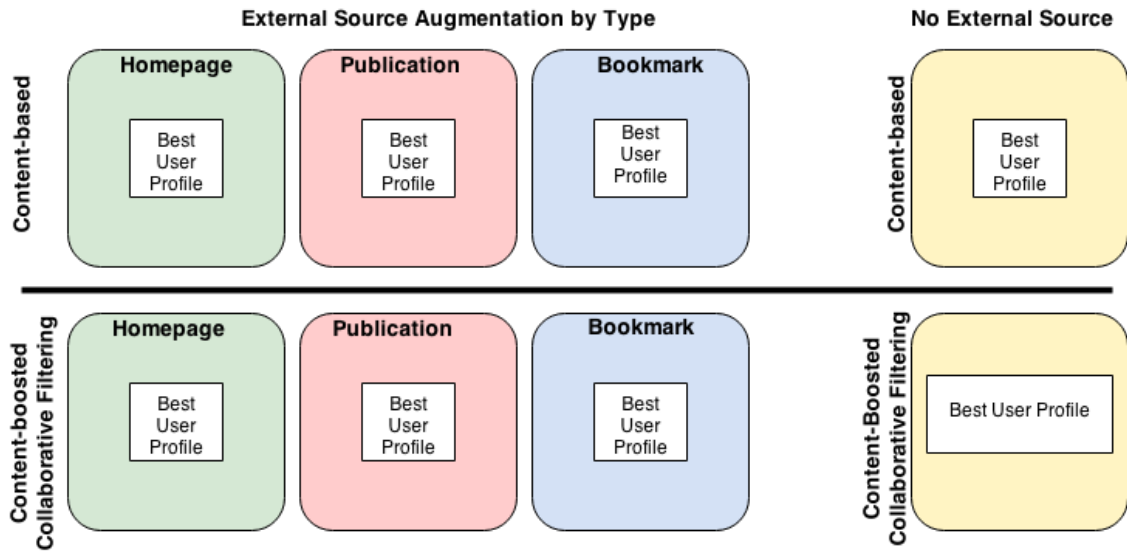 External Source Augmentation by Type
No External Source
Content-based
Homepage
Best
User
Profile
Publication
Best
User
Profile
Bookmark
Best
User
Profile
Content-based
Best
User
Profile
Content-boosted
Collaborative Filtering
Homepage
Best
User
Profile
Publication
Best
User
Profile
Bookmark
Best
User
Profile
Content-Boosted
Collaborative Filtering
Best User Profile